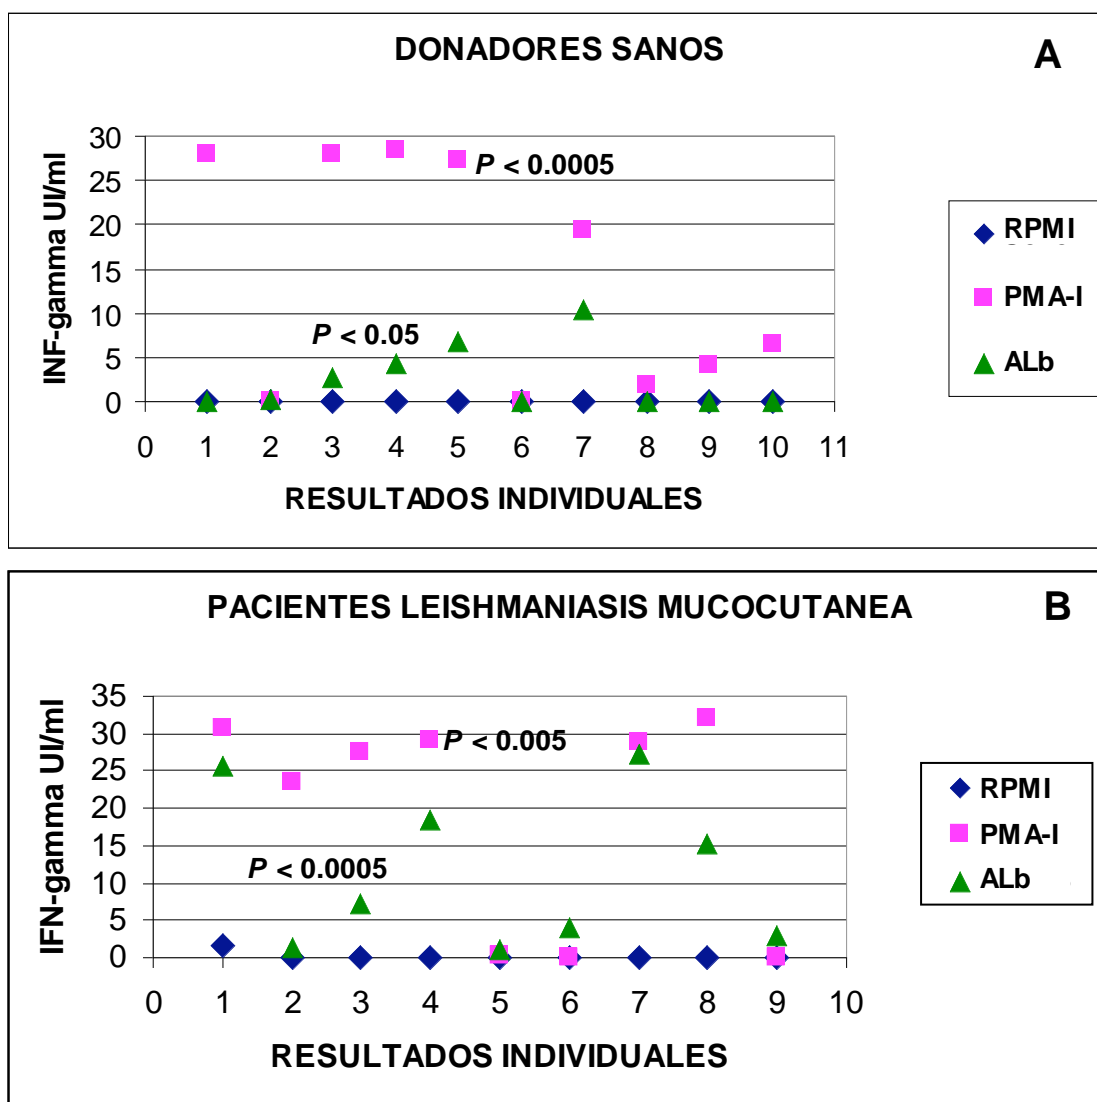 DONADORES SANOS
A
INF-gamma UI/ml
30
25
20
15
10
5
0
P < 0.0005
P < 0.05
0 1 2 3 4 5 6 7 8 9 10 11
RESULTADOS INDIVIDUALES
RPMI
PMA-I
ALb
PACIENTES LEISHMANIASIS MUCOCUTANEA
B
IFN-gamma UI/ml
35
30
25
20
15
10
5
0
P < 0.005
P < 0.0005
0 1 2 3 4 5 6 7 8 9 10
RESULTADOS INDIVIDUALES
RPMI
PMA-I
ALb